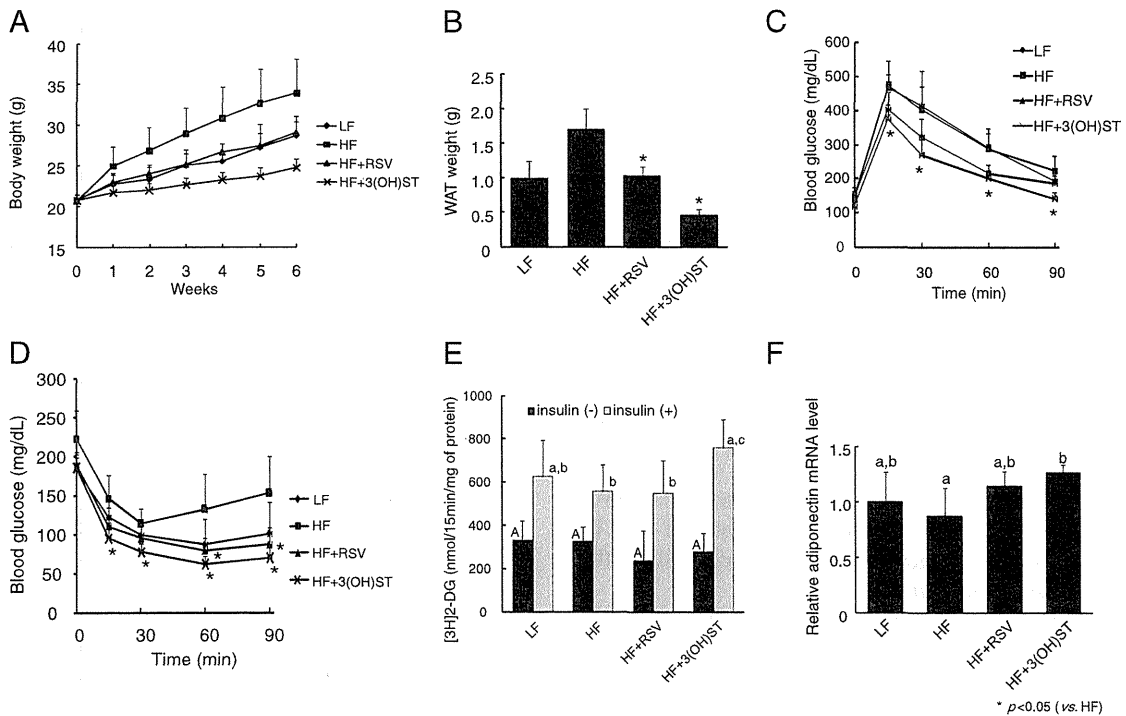 A
Body weight (g)
40
35
30
25
20
15
0 1 2 3 4 5 6
Weeks
LF
HF
HF+RSV
HF+3(OH)ST
B
WAT weight (g)
2.5
2.0
1.5
1.0
0.5
0
*
*
LF
HF
HF+RSV
HF+3(OH)ST
C
Blood glucose (mg/dL)
600
500
400
300
200
100
0
*
*
*
*
0 30 60 90
Time (min)
LF
HF
HF+RSV
HF+3(OH)ST
D
Blood glucose (mg/dL)
300
250
200
150
100
50
0
*
*
*
*
*
*
0 30 60 90
Time (min)
LF
HF
HF+RSV
HF+3(OH)ST
E
[3H]2-DG (nmol/15min/mg of protein)
1000
800
600
400
200
0
insulin (-) insulin (+)
A a,b
A b
A b
A a,c
LF
HF
HF+RSV
HF+3(OH)ST
F
Relative adiponectin mRNA level
1.5
1.0
0.5
0
a,b
a
a,b
b
LF
HF
HF+RSV
HF+3(OH)ST
* p<0.05 (vs. HF)